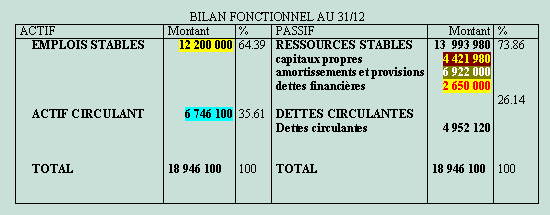 BILAN FONCTIONNEL AU 31/12
ACTIF Montant % PASSIF Montant %
EMPLOIS STABLES 12 200 000 64.39 RESSOURCES STABLES 13 993 980 73.86
capitaux propres 4 421 980
amortissements et provisions 6 922 000
dettes financières 2 650 000
26.14
ACTIF CIRCULANT 6 746 100 35.61 DETTES CIRCULANTES
Dettes circulantes 4 952 120
TOTAL 18 946 100 100 TOTAL 18 946 100 100